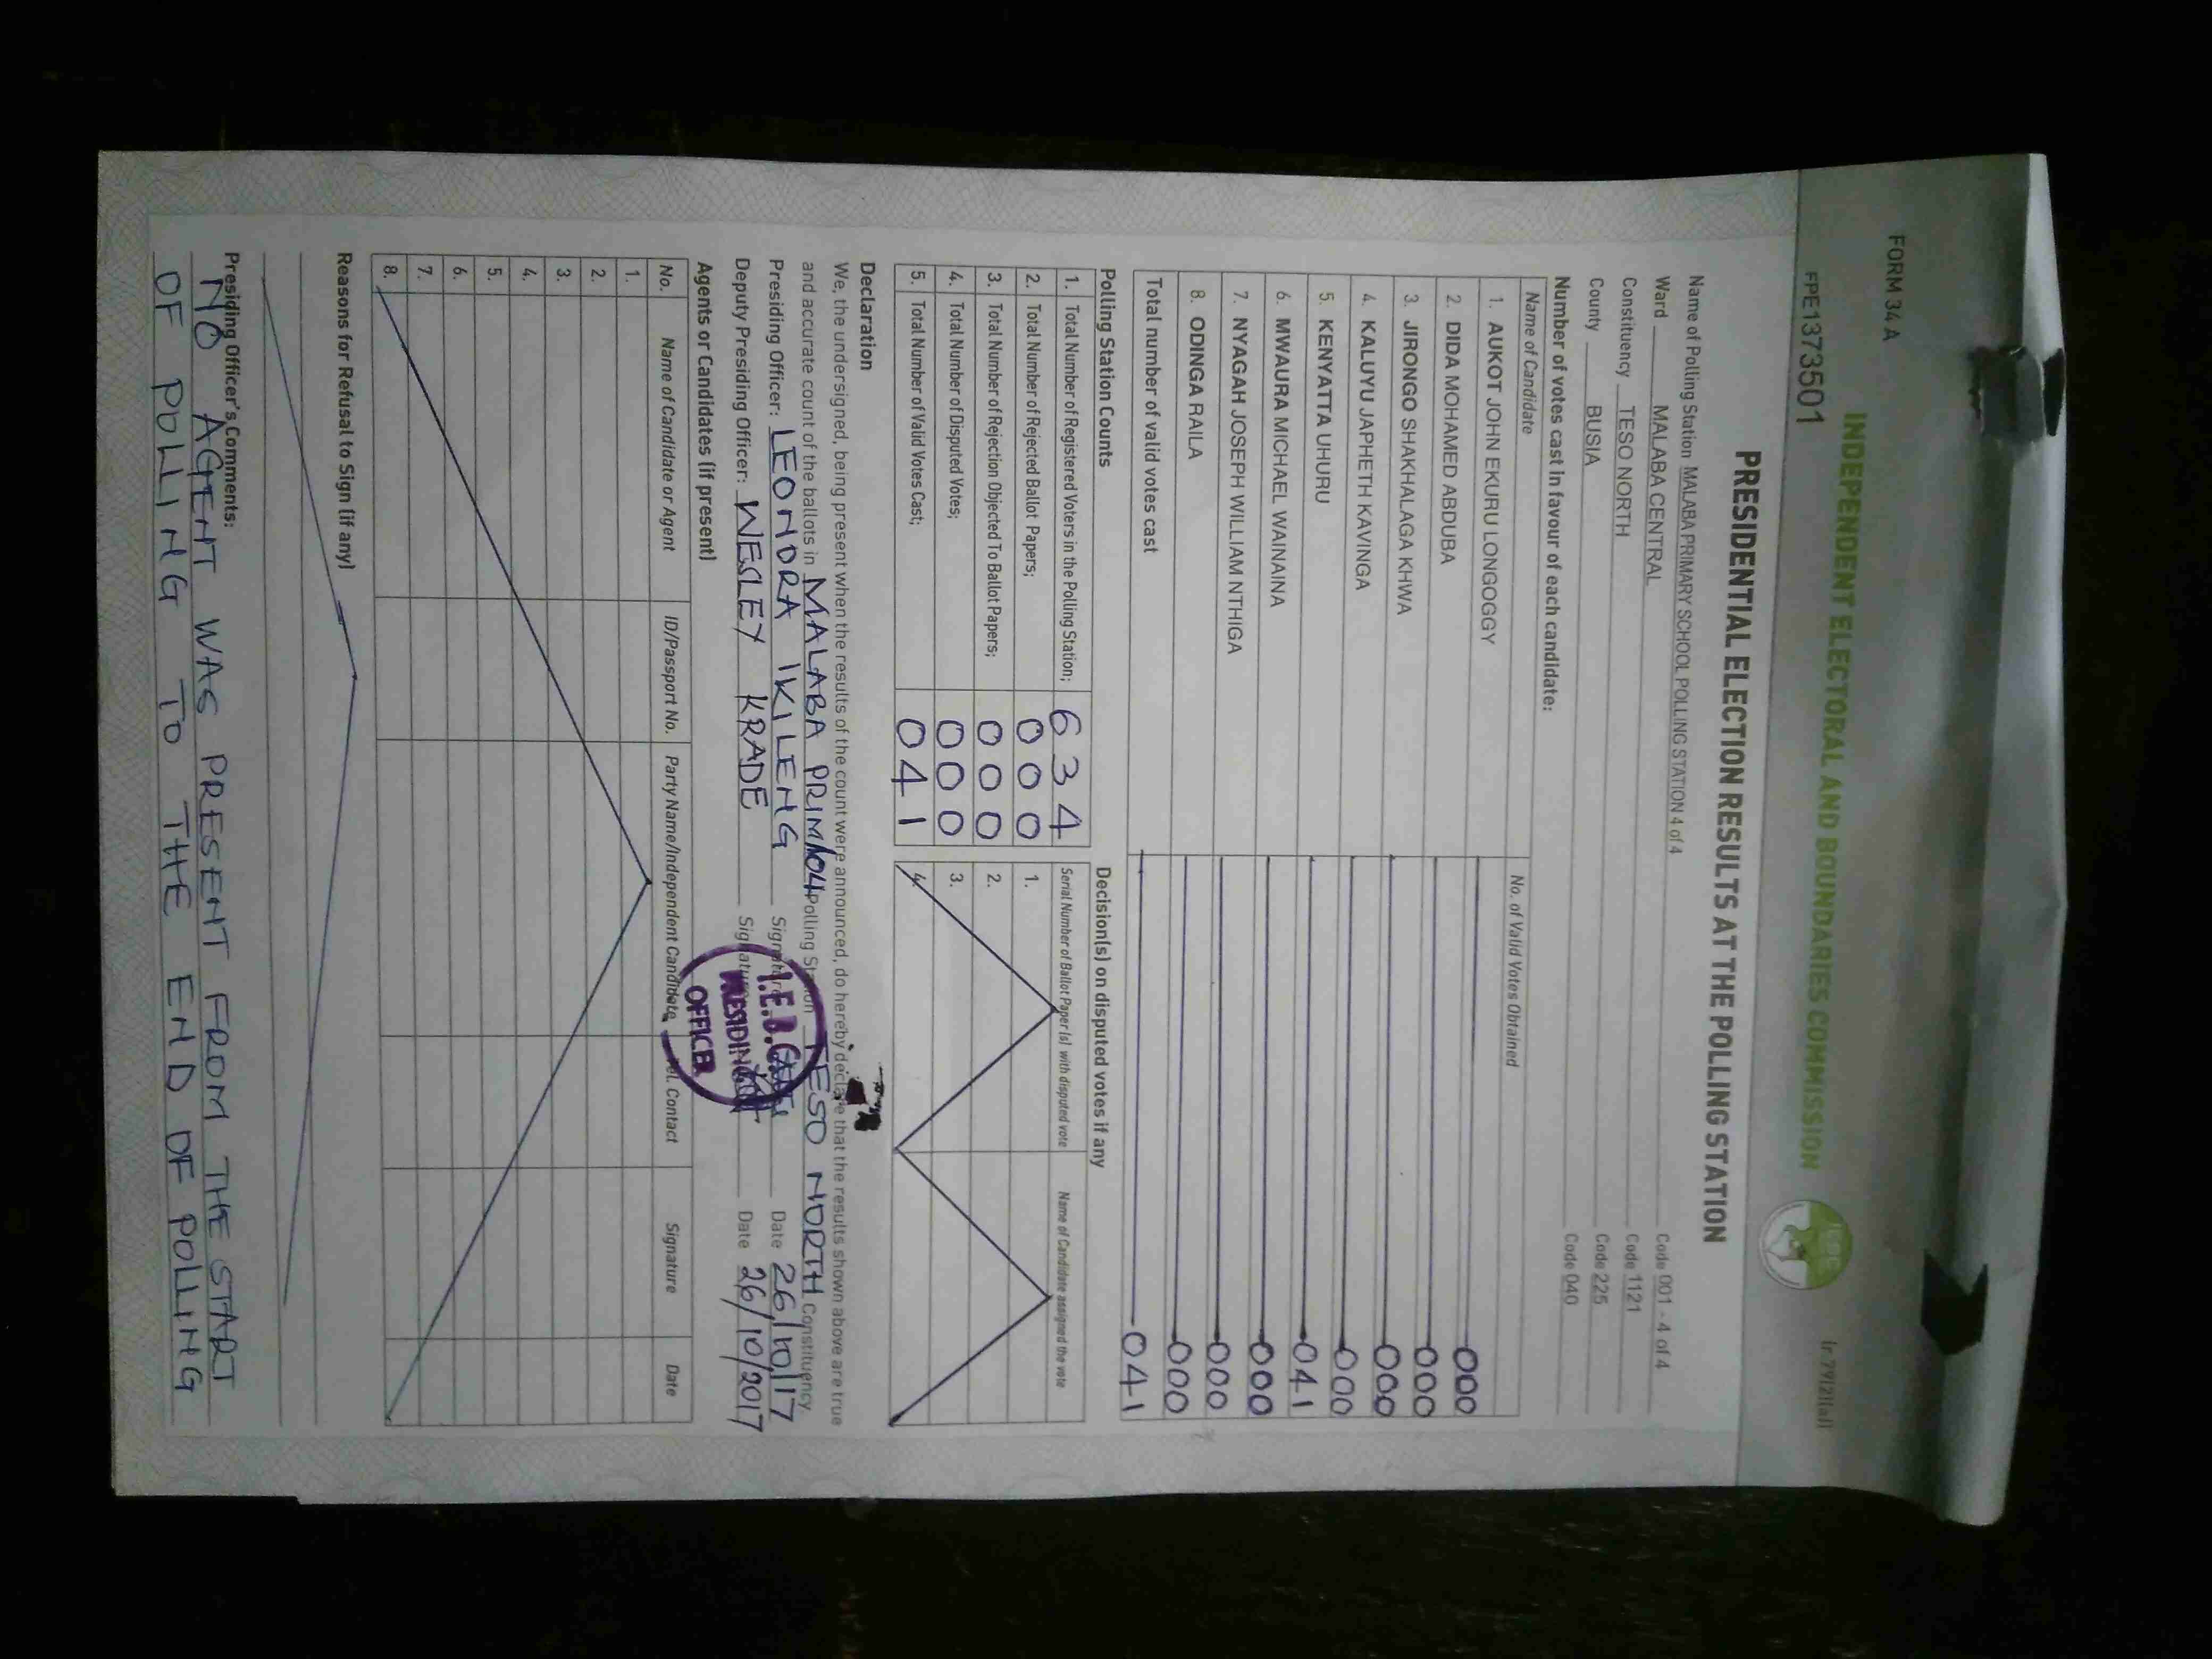 FORM 34 A
INDEPENDENT ELECTORAL AND BOUNDARIES COMMISSION
IEBC
FPE1373501
(r.79(2)(a))
PRESIDENTIAL ELECTION RESULTS AT THE POLLING STATION
Name of Polling Station MALABA PRIMARY SCHOOL POLLING STATION 4 of 4 Code 001 - 4 of 4
Ward MALABA CENTRAL Code 1121
Constituency TESO NORTH Code 225
County BUSIA Code 040
Number of votes cast in favour of each candidate:
Name of Candidate No. of Valid Votes Obtained
1. AUKOT JOHN EKURU LONGOGGY 000
2. DIDA MOHAMED ABDUBA 000
3. JIRONGO SHAKHALAGA KHWA 000
4. KALUYU JAPHETH KAVINGA 000
5. KENYATTA UHURU 041
6. MWAURA MICHAEL WAINAINA 000
7. NYAGAH JOSEPH WILLIAM NTHIGA 000
8. ODINGA RAILA 000
Total number of valid votes cast 041
Polling Station Counts
1. Total Number of Registered Voters in the Polling Station; 634
2. Total Number of Rejected Ballot Papers; 000
3. Total Number of Rejection Objected To Ballot Papers; 000
4. Total Number of Disputed Votes; 000
5. Total Number of Valid Votes Cast; 041
Decision(s) on disputed votes if any
Serial Number of Ballot Paper(s) with disputed vote Name of Candidate assigned the vote
1.
2.
3.
4.
Declaration
We, the undersigned, being present when the results of the count were announced, do hereby declare that the results shown above are true
and accurate count of the ballots in MALABA PRIM/04 Polling Station TESO NORTH Constituency.
Presiding Officer: LEONORA IKILENG Signature Date 26/10/17
Deputy Presiding Officer: WESLEY KRADE Signature Date 26/10/2017
I.E.B.C
PRESIDING
OFFICER
Agents or Candidates (if present)
No. Name of Candidate or Agent ID/Passport No. Party Name/Independent Candidate Tel. Contact Signature Date
1.
2.
3.
4.
5.
6.
7.
8.
Reasons for Refusal to Sign (if any)
Presiding Officer's Comments:
NO AGENT WAS PRESENT FROM THE START
OF POLLING TO THE END OF POLLING